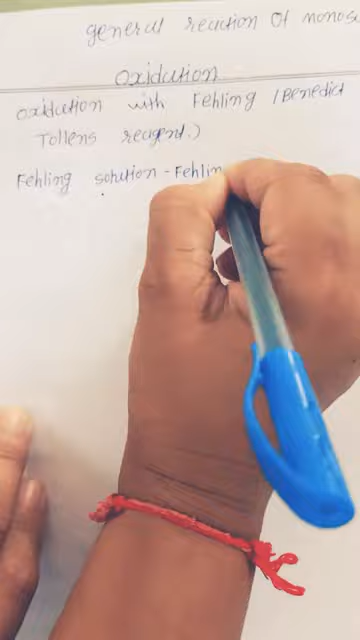 general reaction of monos
Oxidation
Oxidation with Fehling / Benedict
Tollens reagent.)
Fehling solution - Fehlin